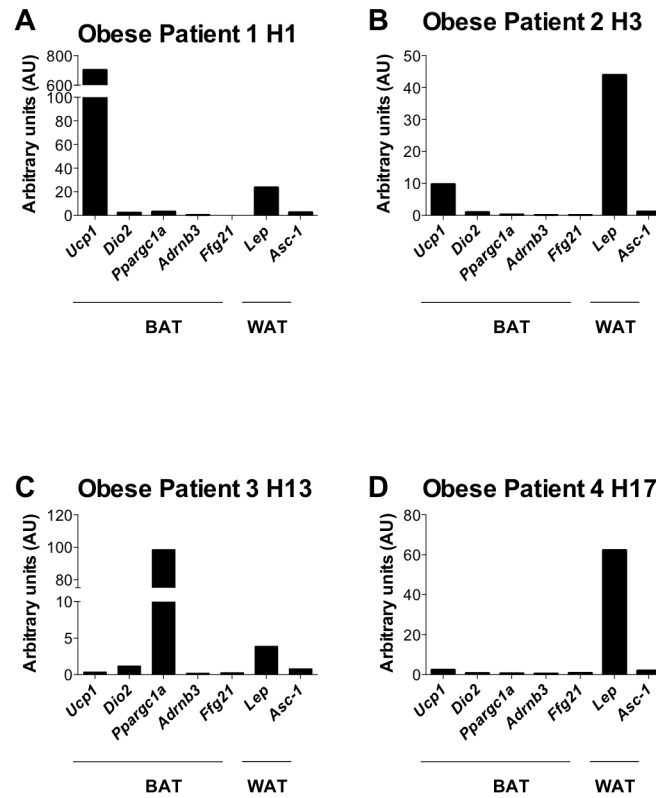 A
Obese Patient 1 H1
Arbitrary units (AU)
800
600
100
80
60
40
20
0
Ucp1
Dio2
Ppargc1a
Adrnb3
Ffg21
Lep
Asc-1
BAT
WAT
B
Obese Patient 2 H3
Arbitrary units (AU)
50
40
30
20
10
0
Ucp1
Dio2
Ppargc1a
Adrnb3
Ffg21
Lep
Asc-1
BAT
WAT
C
Obese Patient 3 H13
Arbitrary units (AU)
120
100
80
10
5
0
Ucp1
Dio2
Ppargc1a
Adrnb3
Ffg21
Lep
Asc-1
BAT
WAT
D
Obese Patient 4 H17
Arbitrary units (AU)
80
60
40
20
0
Ucp1
Dio2
Ppargc1a
Adrnb3
Ffg21
Lep
Asc-1
BAT
WAT